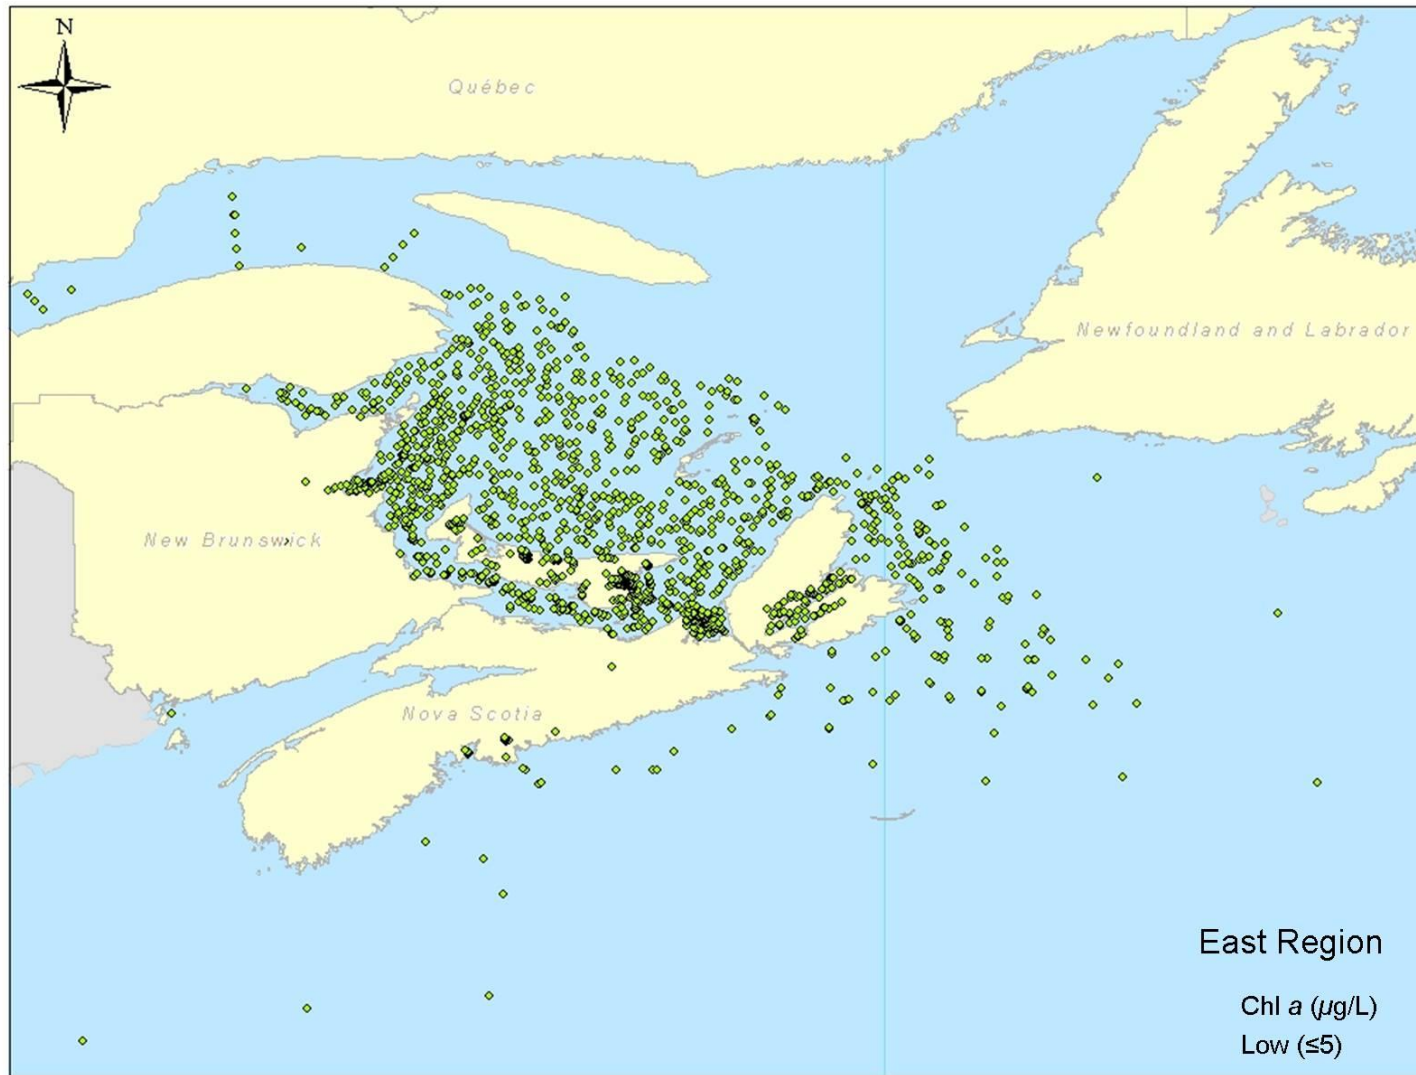 N
Québec
Newfoundland and Labrador
New Brunswick
Nova Scotia
East Region
Chl a (µg/L)
Low (≤5)